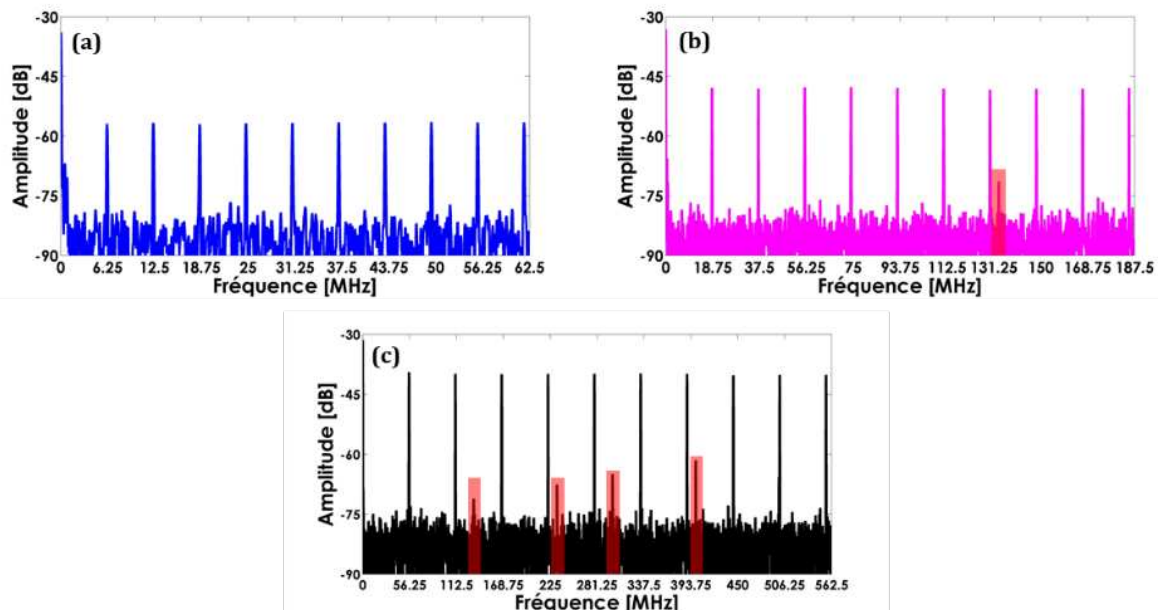 (a)
Amplitude [dB]
-30
-45
-60
-75
-90
0 6.25 12.5 18.75 25 31.25 37.5 43.75 50 56.25 62.5
Fréquence [MHz]
(b)
Amplitude [dB]
-30
-45
-60
-75
-90
0 18.75 37.5 56.25 75 93.75 112.5 131.25 150 168.75 187.5
Fréquence [MHz]
(c)
Amplitude [dB]
-30
-45
-60
-75
-90
0 56.25 112.5 168.75 225 281.25 337.5 393.75 450 506.25 562.5
Fréquence [MHz]